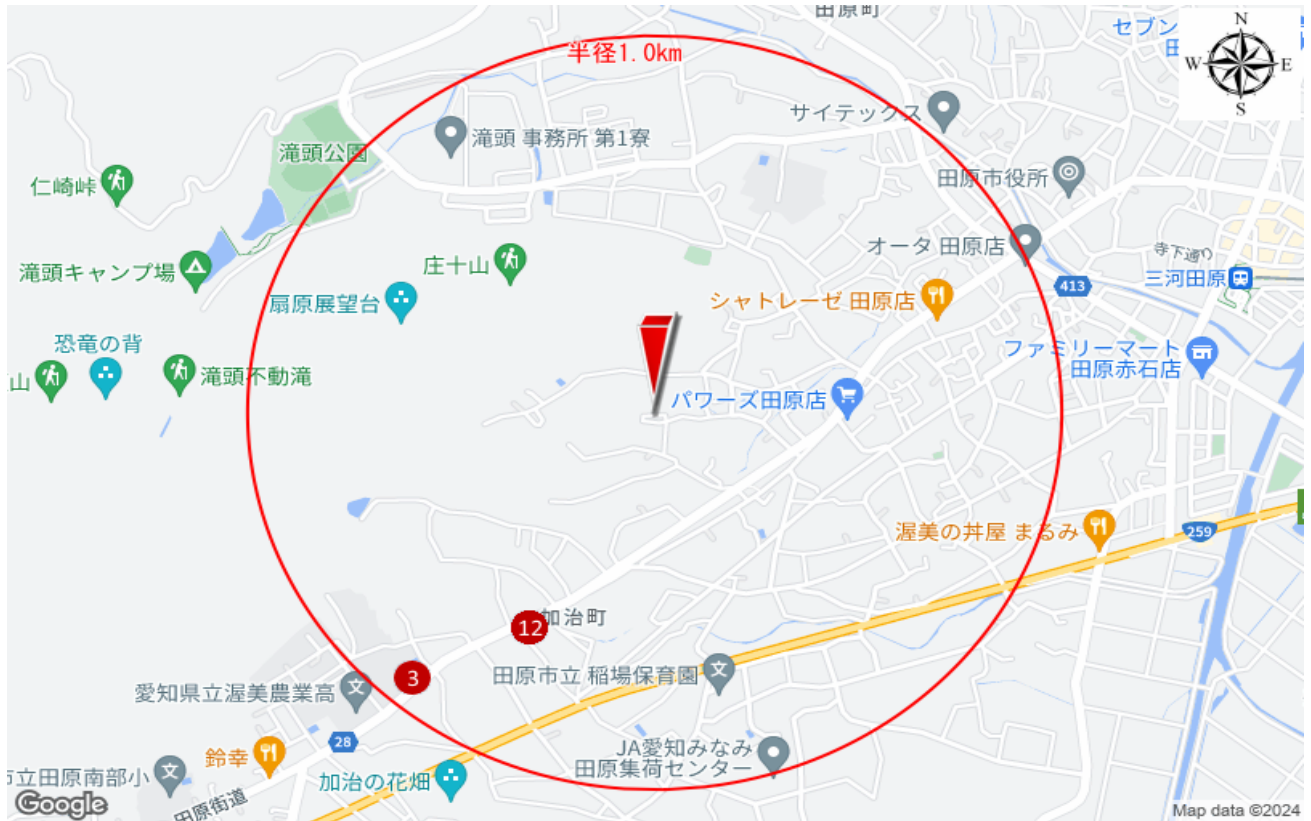 田原町
セブン
半径1.0km
N
W E
S
サイテックス
滝頭 事務所 第1寮
滝頭公園
仁崎峠
田原市役所
オータ 田原店
寺下通り
庄十山
滝頭キャンプ場
三河田原
413
扇原展望台
シャトレーゼ 田原店
恐竜の背
ファミリーマート
田原赤石店
山
滝頭不動滝
パワーズ田原店
渥美の丼屋 まるみ
259
12
加治町
3
田原市立 稲場保育園
愛知県立渥美農業高
28
鈴幸
JA愛知みなみ
田原集荷センター
市立田原南部小
加治の花畑
田原街道
Google
Map data ©2024